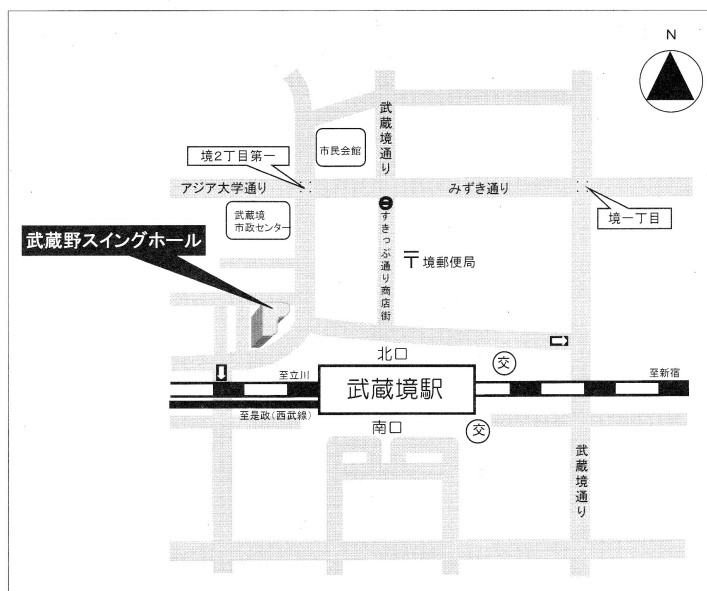 N
武蔵境通り
市民会館
境2丁目第一
アジア大学通り
みずき通り
境一丁目
武蔵境
市政センター
武蔵野スイングホール
すきっぷ通り商店街
〒境郵便局
北口
交
至立川
武蔵境駅
至新宿
至是政(西武線)
南口
交
武蔵境通り